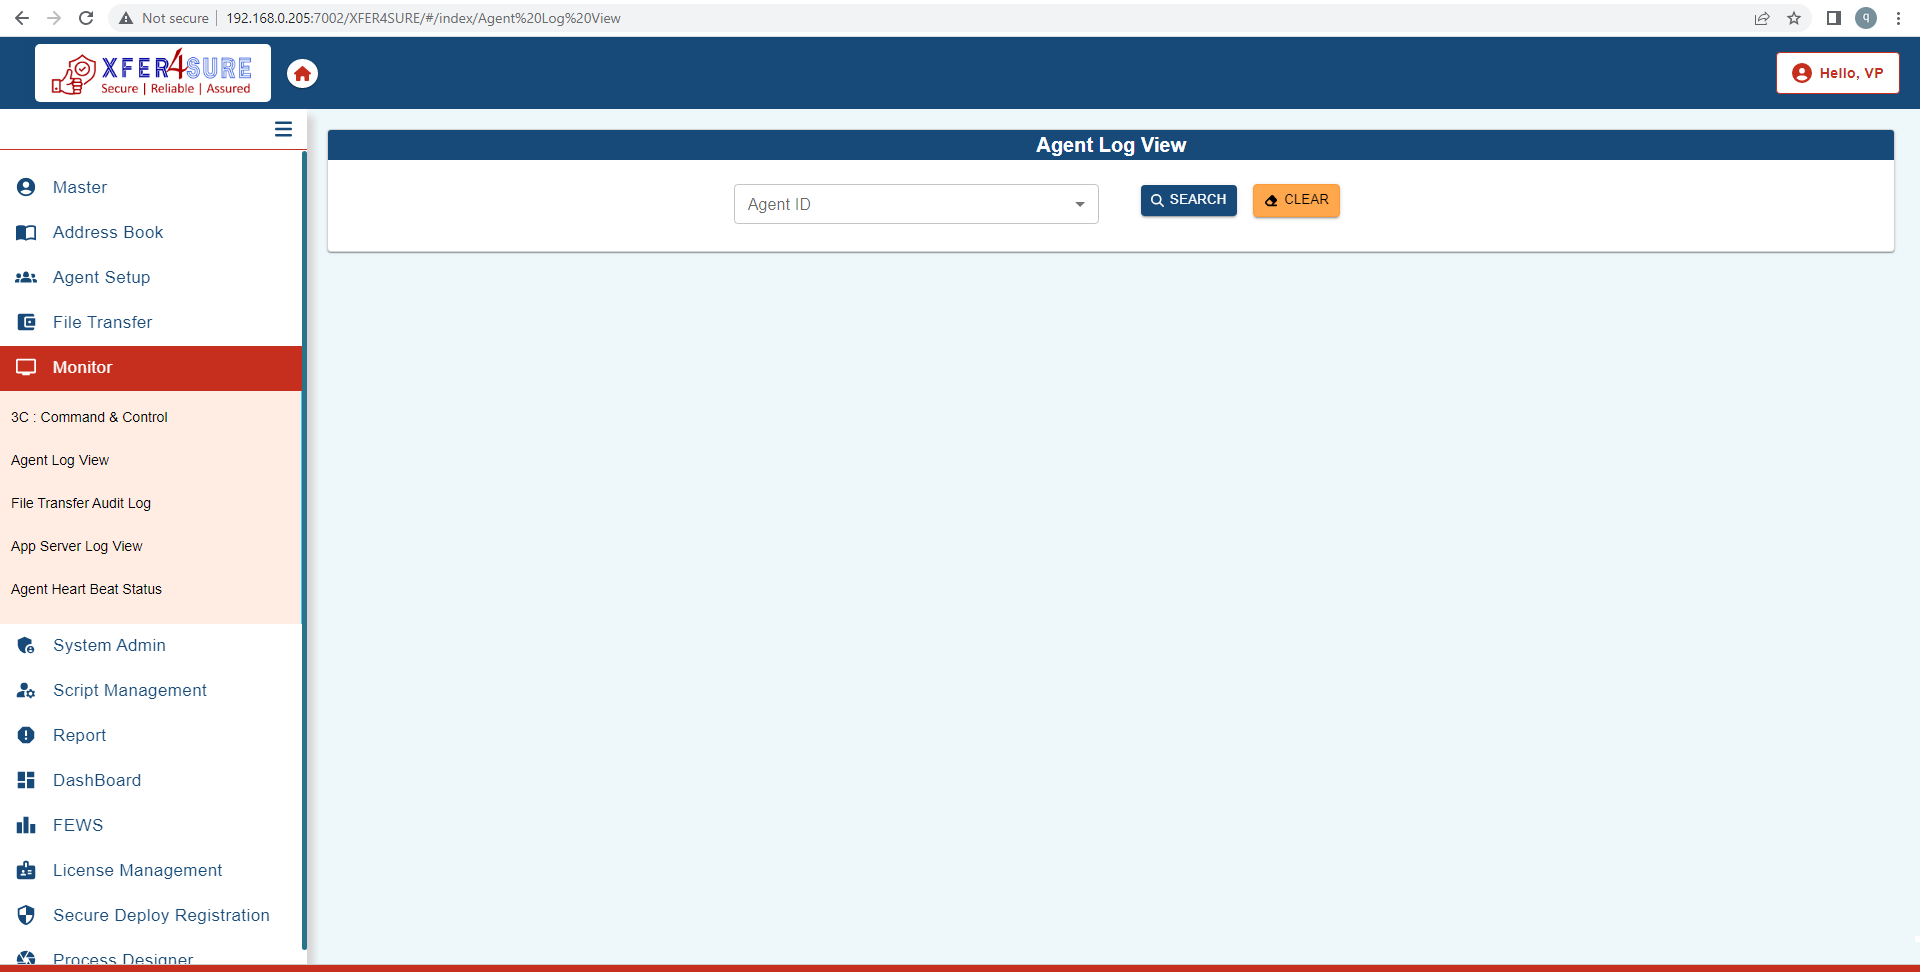 Not secure | 192.168.0.205:7002/XFER4SURE/#/index/Agent%20Log%20View
q
XFER4SURE
Secure | Reliable | Assured
Hello, VP
Agent Log View
Agent ID
SEARCH
CLEAR
Master
Address Book
Agent Setup
File Transfer
Monitor
3C : Command & Control
Agent Log View
File Transfer Audit Log
App Server Log View
Agent Heart Beat Status
System Admin
Script Management
Report
DashBoard
FEWS
License Management
Secure Deploy Registration
Process Designer